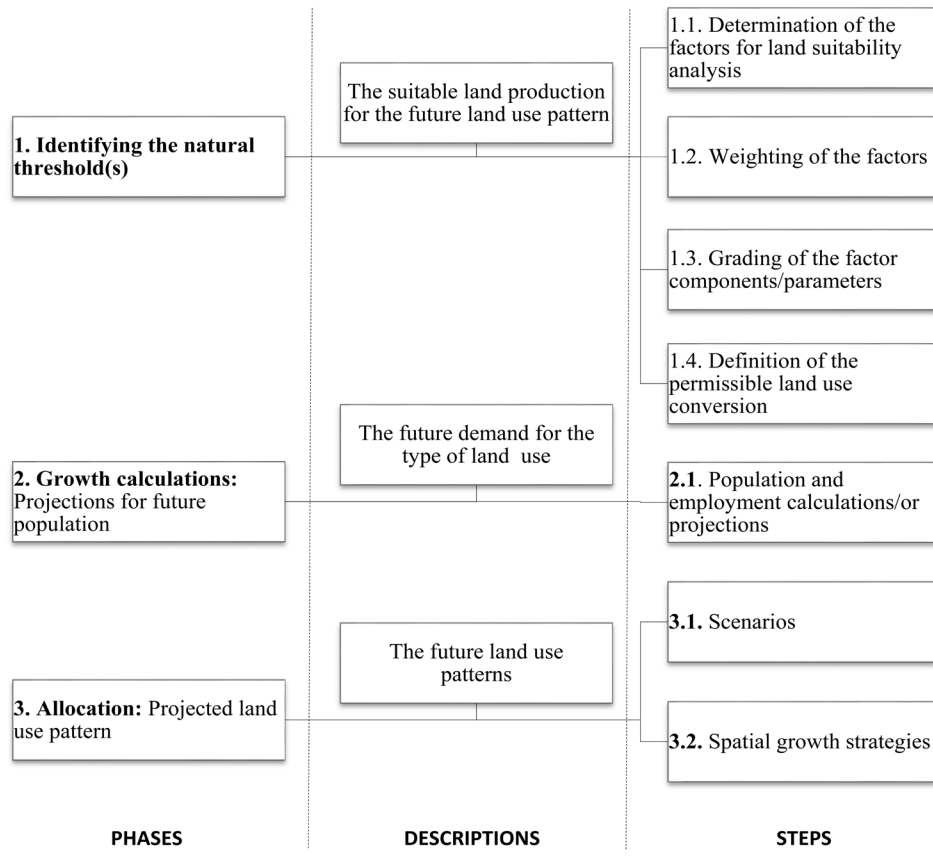 1. Identifying the natural
threshold(s)
The suitable land production
for the future land use pattern
1.1. Determination of the
factors for land suitability
analysis
1.2. Weighting of the factors
1.3. Grading of the factor
components/parameters
1.4. Definition of the
permissible land use
conversion
2. Growth calculations:
Projections for future
population
The future demand for the
type of land use
2.1. Population and
employment calculations/or
projections
3. Allocation: Projected land
use pattern
The future land use
patterns
3.1. Scenarios
3.2. Spatial growth strategies
PHASES
DESCRIPTIONS
STEPS